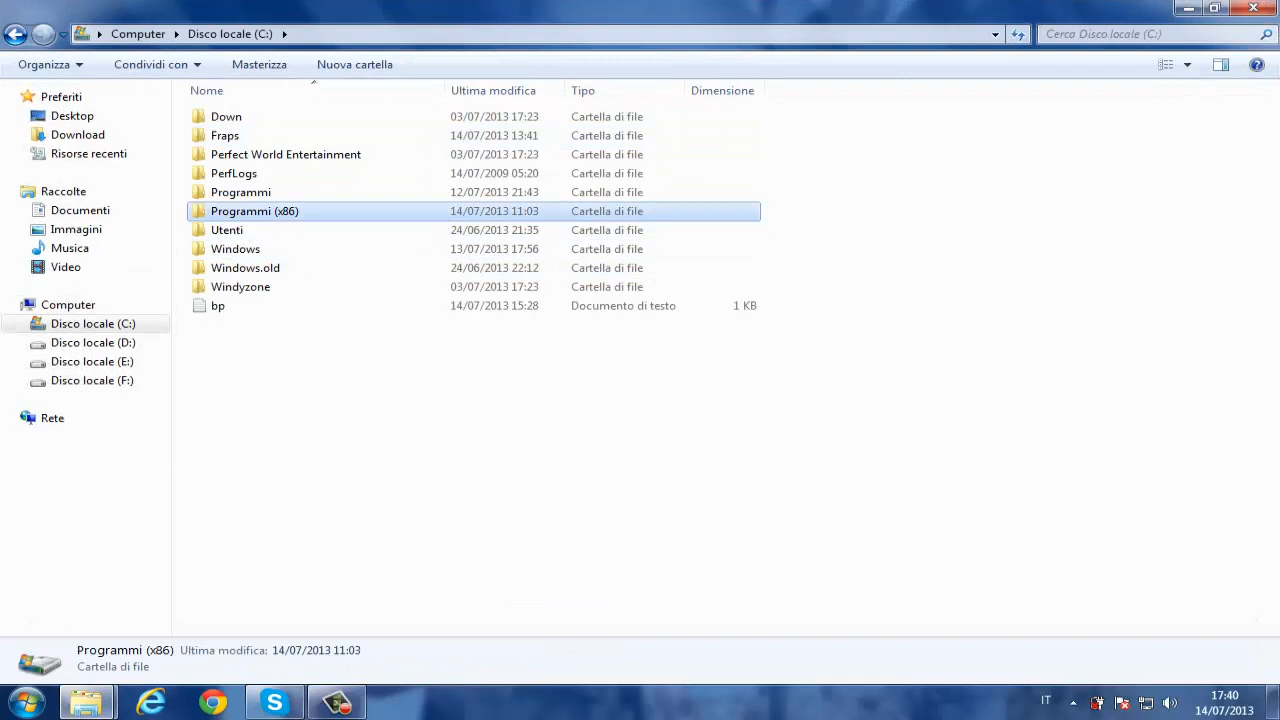 Computer Disco locale (C:) Cerca Disco locale (C:)
Organizza Condividi con Masterizza Nuova cartella
Preferiti
Desktop
Download
Risorse recenti
Raccolte
Documenti
Immagini
Musica
Video
Computer
Disco locale (C:)
Disco locale (D:)
Disco locale (E:)
Disco locale (F:)
Rete
Nome Ultima modifica Tipo Dimensione
Down 03/07/2013 17:23 Cartella di file
Fraps 14/07/2013 13:41 Cartella di file
Perfect World Entertainment 03/07/2013 17:23 Cartella di file
PerfLogs 14/07/2009 05:20 Cartella di file
Programmi 12/07/2013 21:43 Cartella di file
Programmi (x86) 14/07/2013 11:03 Cartella di file
Utenti 24/06/2013 21:35 Cartella di file
Windows 13/07/2013 17:56 Cartella di file
Windows.old 24/06/2013 22:12 Cartella di file
Windyzone 03/07/2013 17:23 Cartella di file
bp 14/07/2013 15:28 Documento di testo 1 KB
Programmi (x86) Ultima modifica: 14/07/2013 11:03
Cartella di file
IT 17:40
14/07/2013